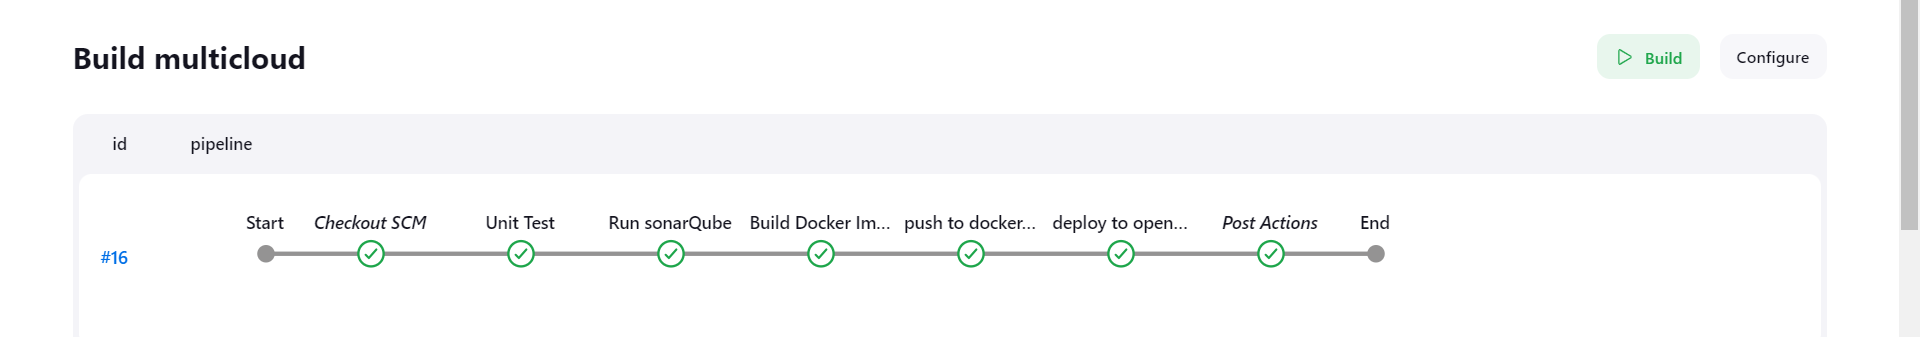 Build multicloud
Build
Configure
id pipeline
Start Checkout SCM Unit Test Run sonarQube Build Docker Im... push to docker... deploy to open... Post Actions End
#16